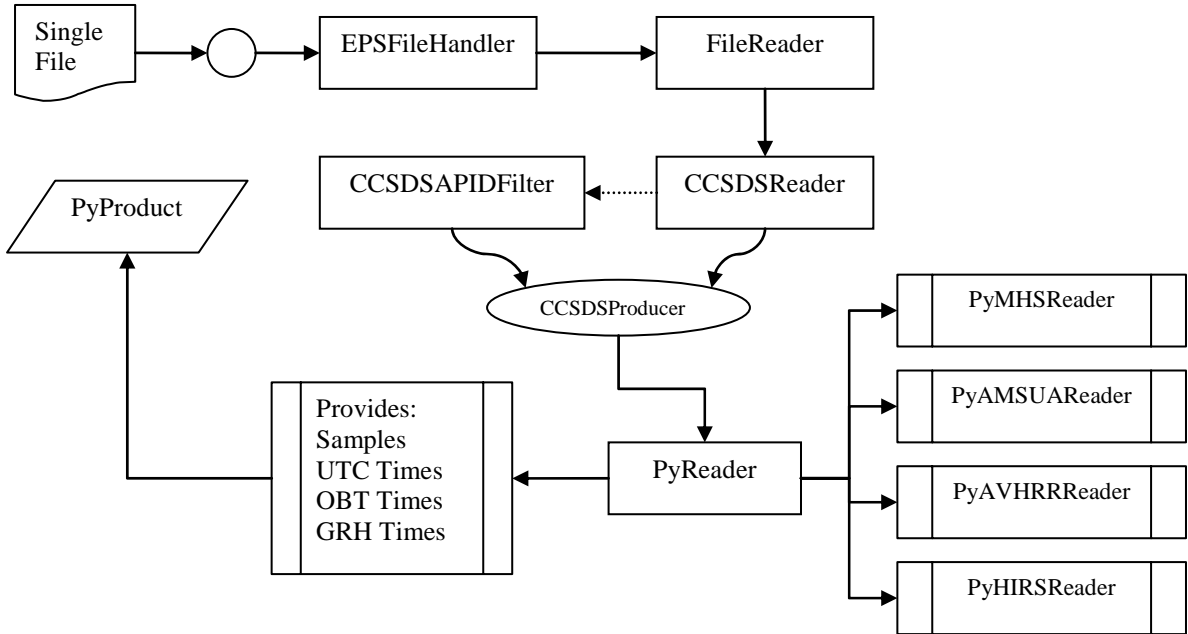 Single
File
EPSFileHandler
FileReader
CCSDSAPIDFilter
CCSDSReader
PyProduct
CCSDSProducer
PyMHSReader
PyAMSUAReader
PyAVHRRReader
PyHIRSReader
Provides:
Samples
UTC Times
OBT Times
GRH Times
PyReader